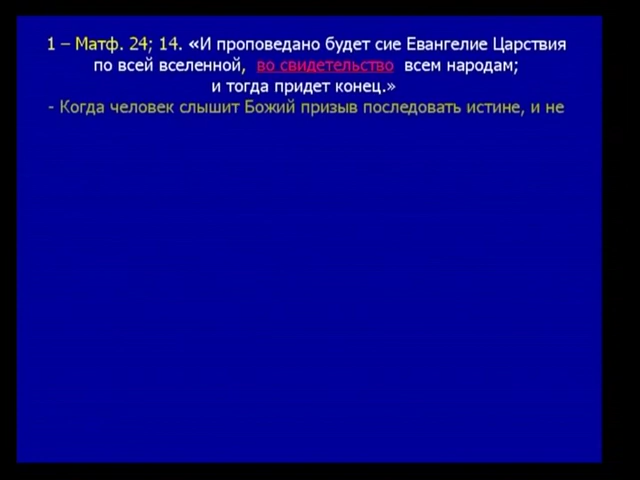 1 – Матф. 24; 14. «И проповедано будет сие Евангелие Царствия
по всей вселенной, во свидетельство всем народам;
и тогда придет конец.»
- Когда человек слышит Божий призыв последовать истине, и не